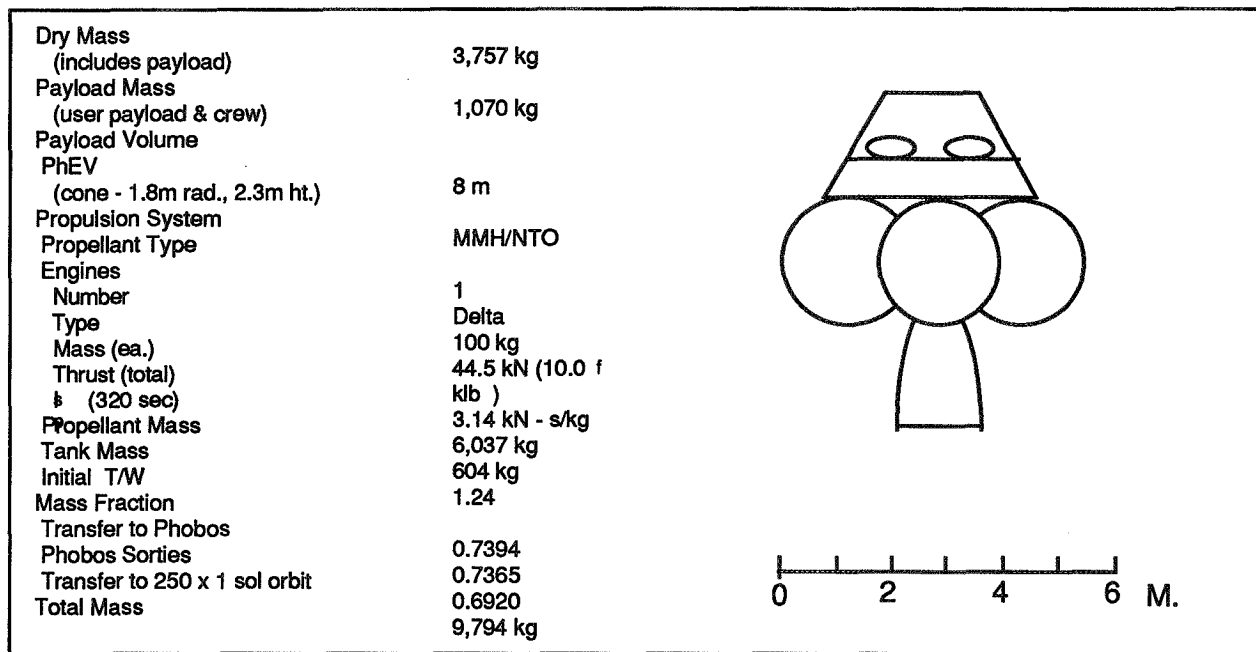 Dry Mass
(includes payload) 3,757 kg
Payload Mass
(user payload & crew) 1,070 kg
Payload Volume
PhEV
(cone - 1.8m rad., 2.3m ht.) 8 m
Propulsion System
Propellant Type MMH/NTO
Engines
Number 1
Type Delta
Mass (ea.) 100 kg
Thrust (total) 44.5 kN (10.0 f
(320 sec) klb )
Propellant Mass 3.14 kN - s/kg
Tank Mass 6,037 kg
Initial T/W 604 kg
Mass Fraction 1.24
Transfer to Phobos
Phobos Sorties 0.7394
Transfer to 250 x 1 sol orbit 0.7365
Total Mass 0.6920
9,794 kg
0 2 4 6 M.